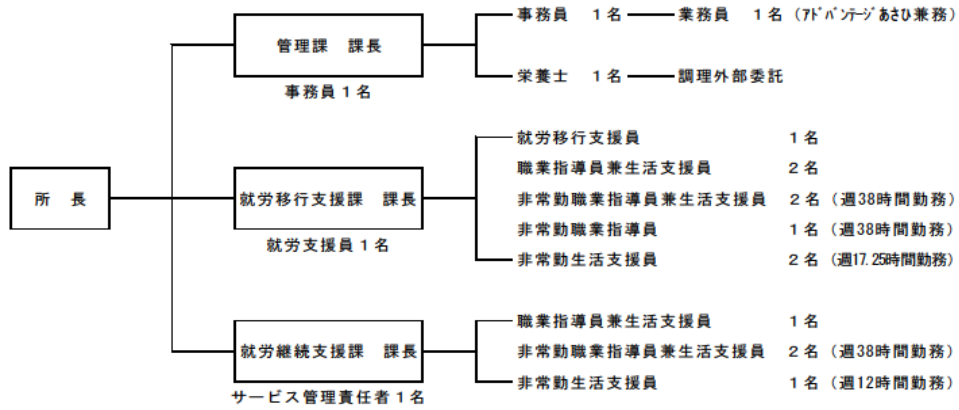 事務員　1名 業務員　1名（ｱﾄﾞﾊﾞﾝﾃｰｼﾞあさひ兼務）
管理課　課長
栄養士　1名 調理外部委託
事務員1名
就労移行支援員　1名
職業指導員兼生活支援員　2名
所　長
就労移行支援課　課長
非常勤職業指導員兼生活支援員　2名（週38時間勤務）
非常勤職業指導員　1名（週38時間勤務）
就労支援員1名
非常勤生活支援員　2名（週17.25時間勤務）
職業指導員兼生活支援員　1名
就労継続支援課　課長
非常勤職業指導員兼生活支援員　2名（週38時間勤務）
非常勤生活支援員　1名（週12時間勤務）
サービス管理責任者1名